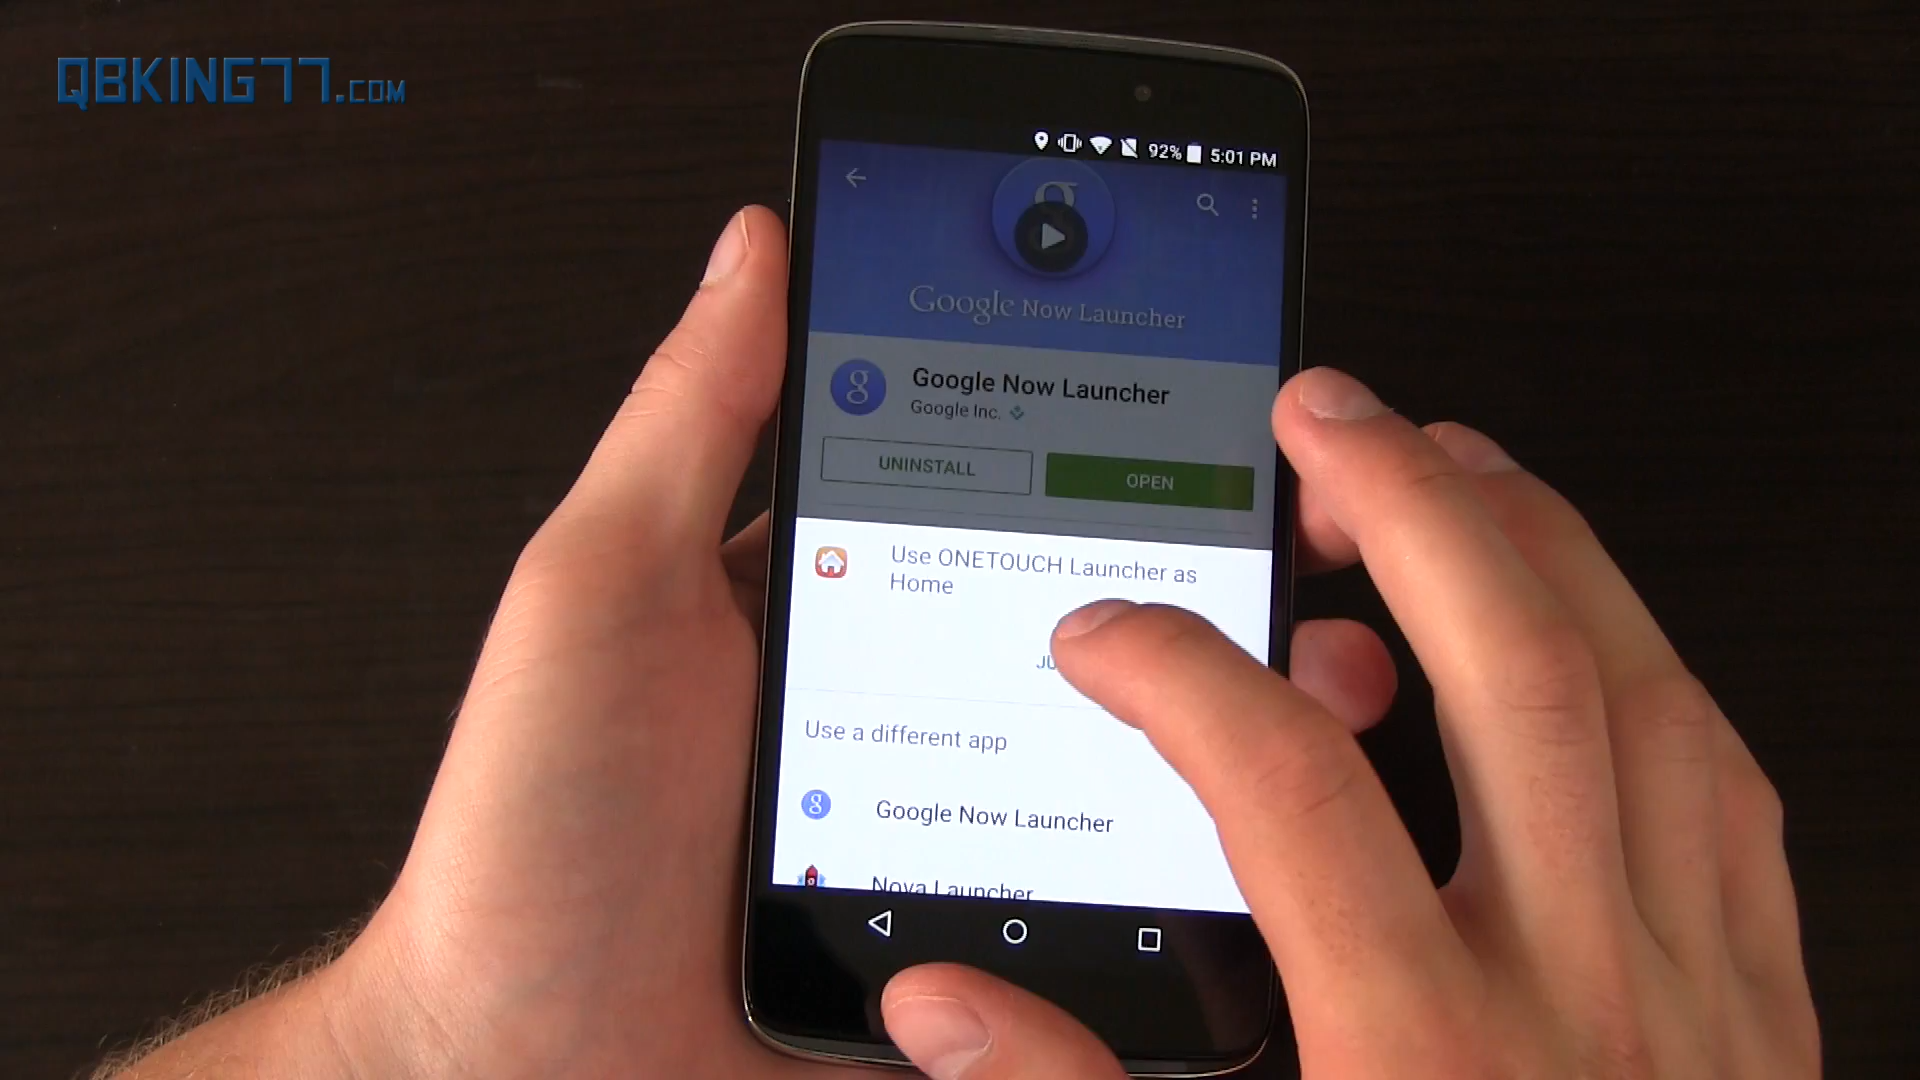 QBKING77.COM
92% 5:01 PM
g
Google Now Launcher
g
Google Now Launcher
Google Inc.
UNINSTALL
OPEN
Use ONETOUCH Launcher as
Home
Use a different app
g
Google Now Launcher
Nova Launcher